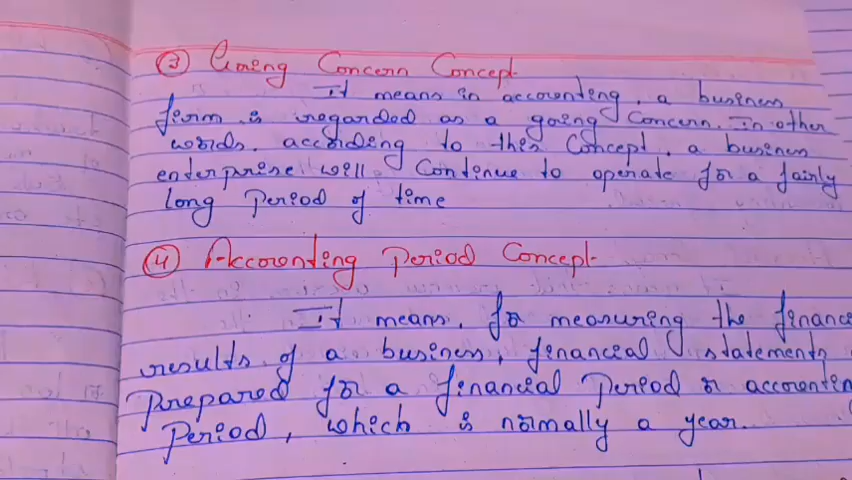 ③ Going Concern Concept
It means in accounting, a business
firm is regarded as a going concern. In other
words, according to this Concept, a business
enterprise will Continue to operate for a fairly
long Period of time
④ Accounting Period Concept
It means, for measuring the financ
results of a business, financial statements
Prepared for a financial Period or accountin
Period, which is normally a year.